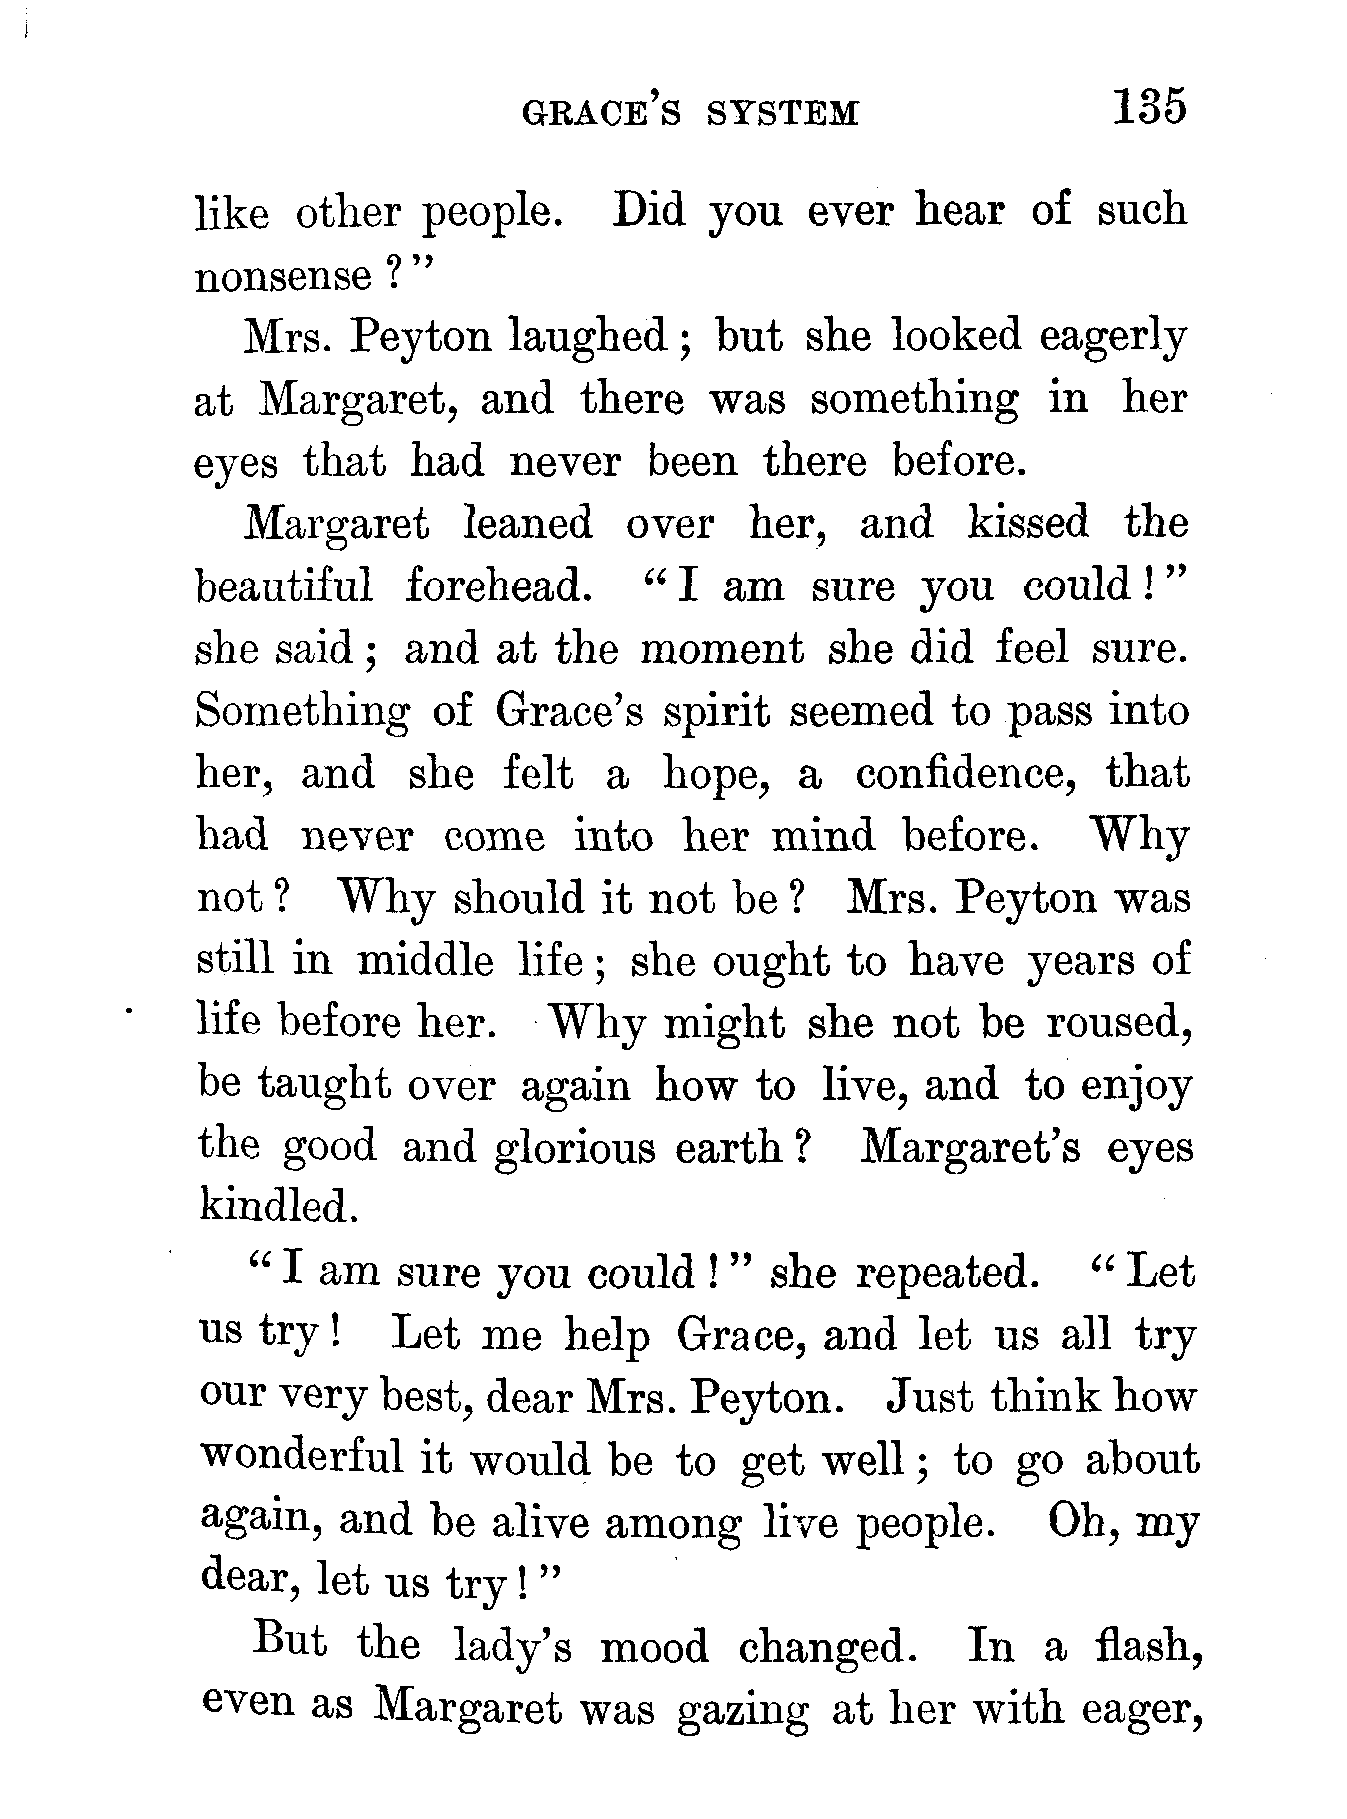 GRACE'S SYSTEM 135
like other people. Did you ever hear of such
nonsense?"
Mrs. Peyton laughed; but she looked eagerly
at Margaret, and there was something in her
eyes that had never been there before.
Margaret leaned over her, and kissed the
beautiful forehead. "I am sure you could!"
she said; and at the moment she did feel sure.
Something of Grace's spirit seemed to pass into
her, and she felt a hope, a confidence, that
had never come into her mind before. Why
not? Why should it not be? Mrs. Peyton was
still in middle life; she ought to have years of
life before her. Why might she not be roused,
be taught over again how to live, and to enjoy
the good and glorious earth? Margaret's eyes
kindled.
"I am sure you could!" she repeated. "Let
us try! Let me help Grace, and let us all try
our very best, dear Mrs. Peyton. Just think how
wonderful it would be to get well; to go about
again, and be alive among live people. Oh, my
dear, let us try!"
But the lady's mood changed. In a flash,
even as Margaret was gazing at her with eager,